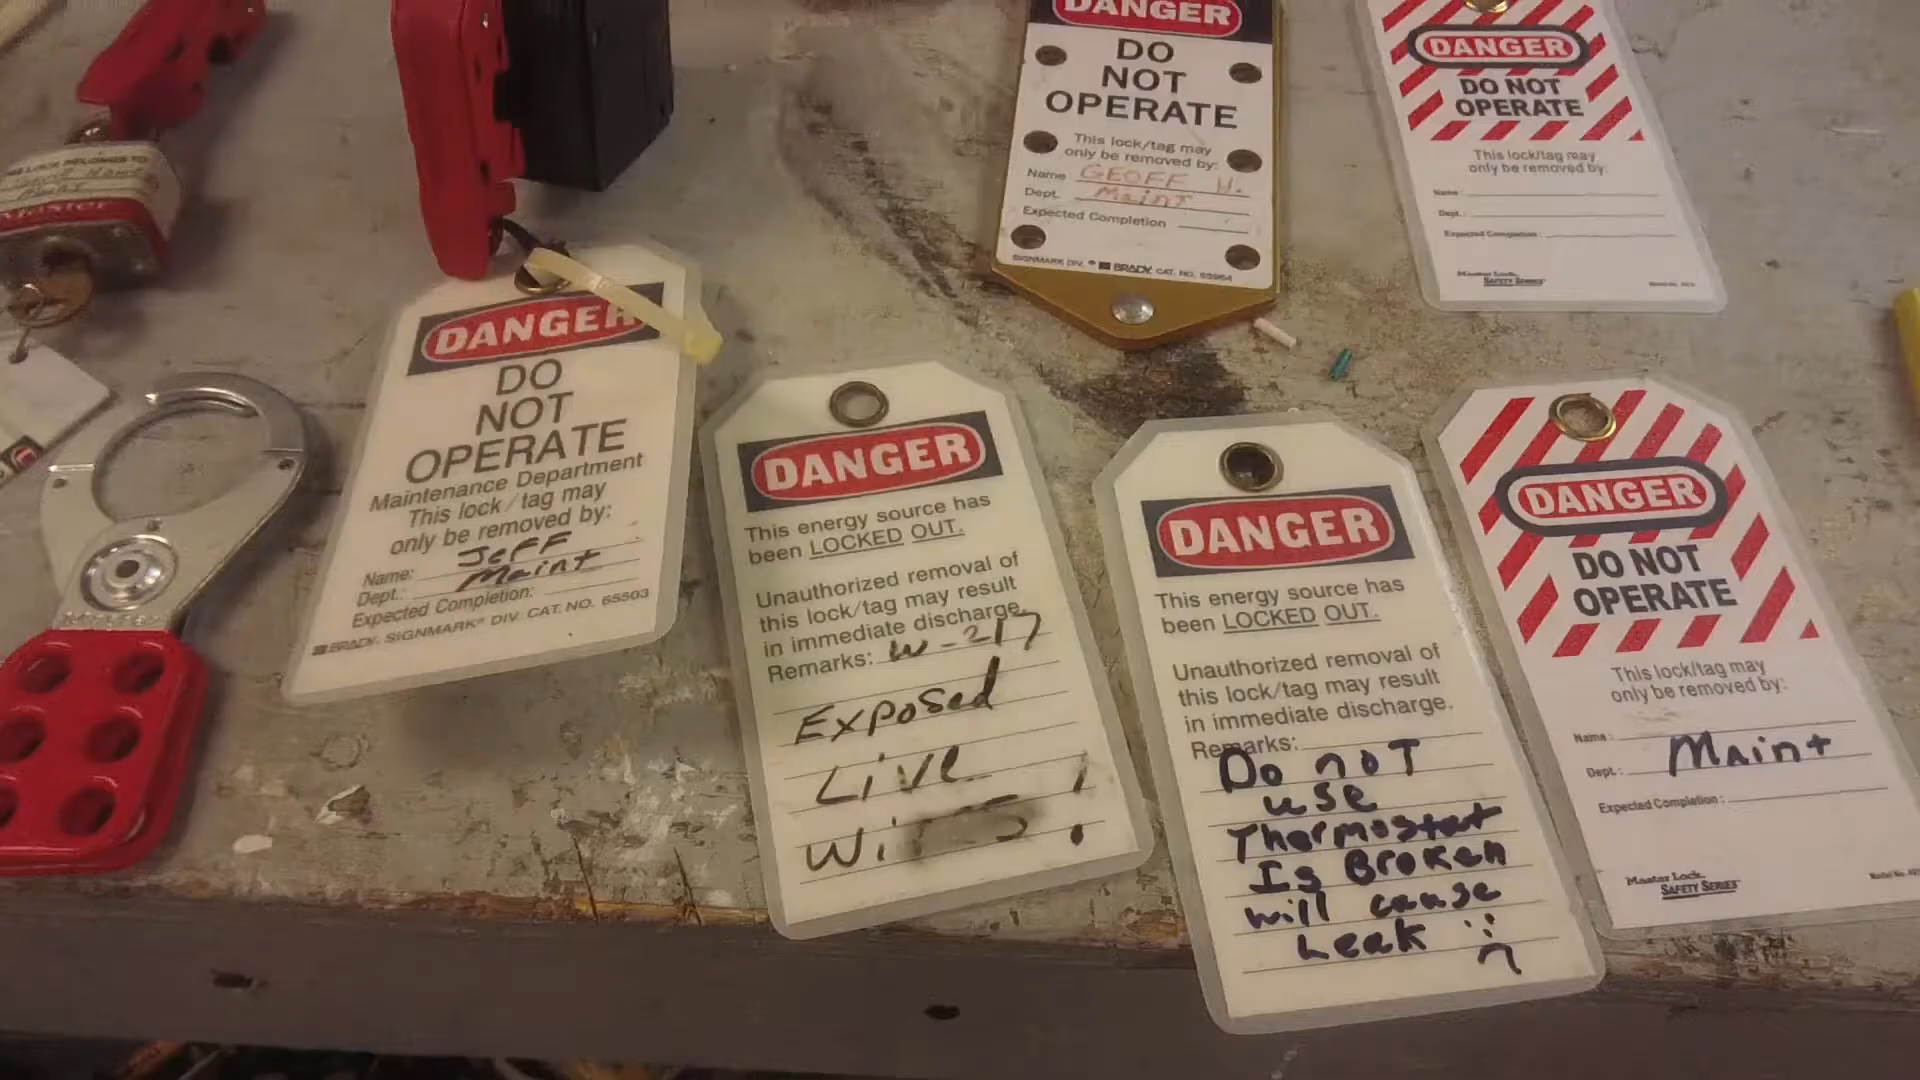 DANGER
DO
NOT
OPERATE
This lock/tag may
only be removed by:
Name GEOFF H.
Dept. Maint
Expected Completion
SIGNMARK DIV. BRADY CAT. NO. 65964
DANGER
DO NOT
OPERATE
This lock/tag may
only be removed by:
Name:
Dept.:
Expected Completion:
Master Lock
SAFETY SERIES
LOCK BELONGS TO
Master
DANGER
DO
NOT
OPERATE
Maintenance Department
This lock/tag may
only be removed by:
Name: Jeff
Dept.: Maint
Expected Completion:
BRADY SIGNMARK® DIV. CAT. NO. 65503
DANGER
This energy source has
been LOCKED OUT.
Unauthorized removal of
this lock/tag may result
in immediate discharge.
Remarks: W-217
Exposed
Live
!
DANGER
This energy source has
been LOCKED OUT.
Unauthorized removal of
this lock/tag may result
in immediate discharge.
Remarks:
Do noT
use
Thermostat
Is Broken
will cause
Leak
DANGER
DO NOT
OPERATE
This lock/tag may
only be removed by:
Name:
Dept.: Maint
Expected Completion:
Master Lock
SAFETY SERIES